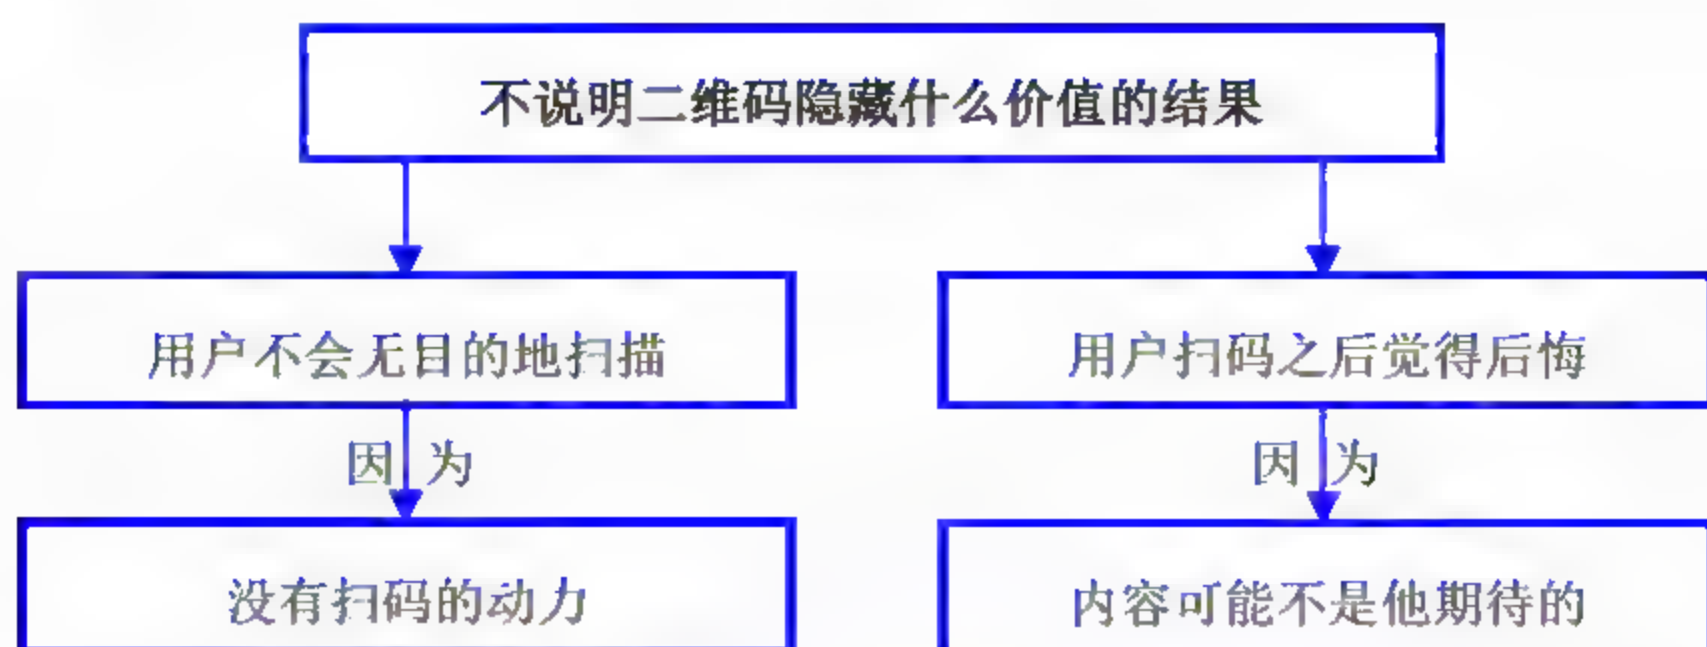 不说明二维码隐藏什么价值的结果
用户不会无目的地扫描
用户扫码之后觉得后悔
因为
因为
没有扫码的动力
内容可能不是他期待的